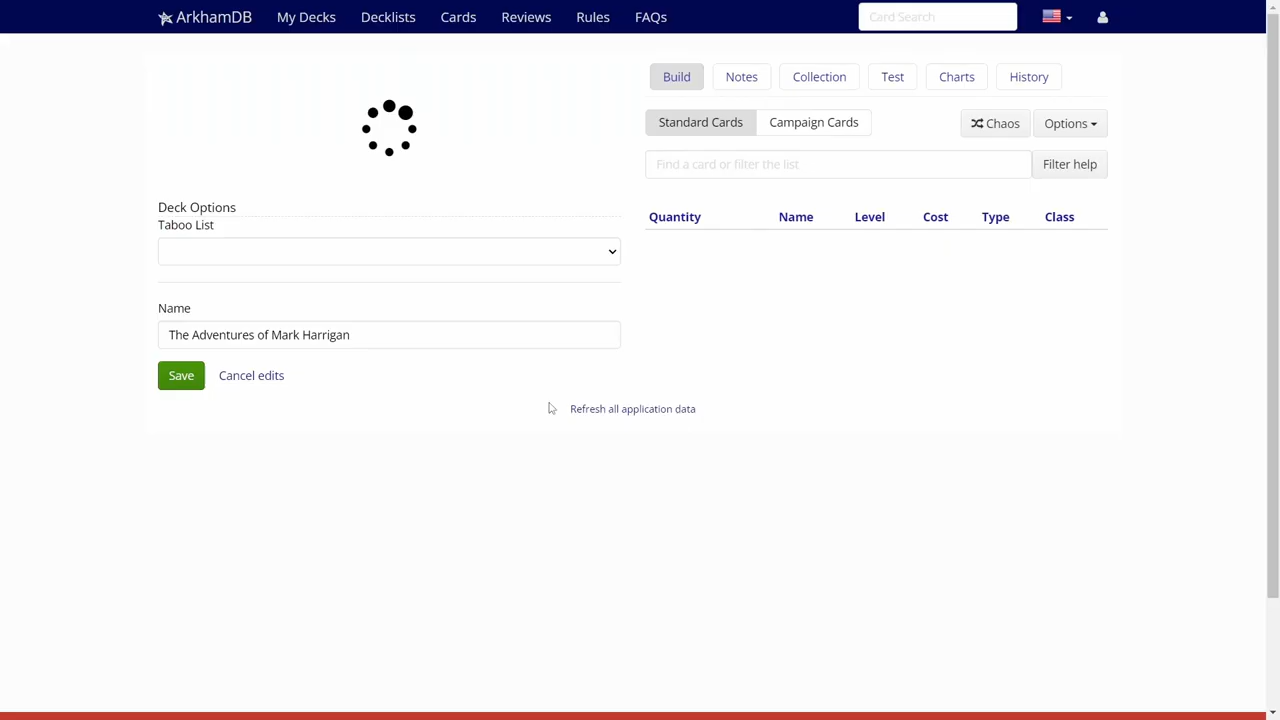 ArkhamDB My Decks Decklists Cards Reviews Rules FAQs Card Search
Build Notes Collection Test Charts History
Standard Cards Campaign Cards Chaos Options
Find a card or filter the list Filter help
Deck Options
Taboo List
Quantity Name Level Cost Type Class
Name
The Adventures of Mark Harrigan
Save Cancel edits
Refresh all application data